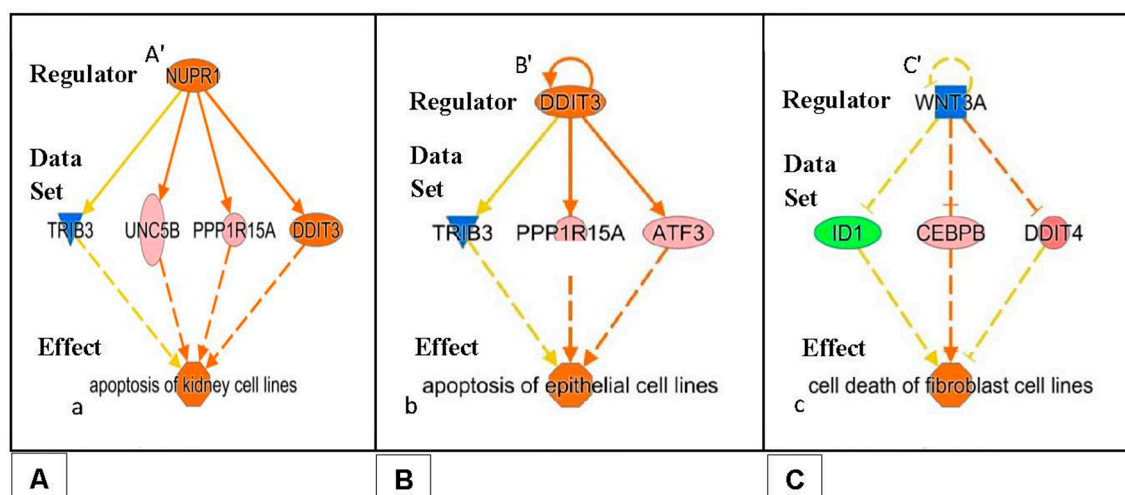 A'
Regulator NUPR1
Data
Set
TRIB3 UNC5B PPP1R15A DDIT3
Effect
apoptosis of kidney cell lines
a
A
B'
Regulator DDIT3
Data
Set
TRIB3 PPP1R15A ATF3
Effect
apoptosis of epithelial cell lines
b
B
C'
Regulator WNT3A
Data
Set
ID1 CEBPB DDIT4
Effect
cell death of fibroblast cell lines
c
C